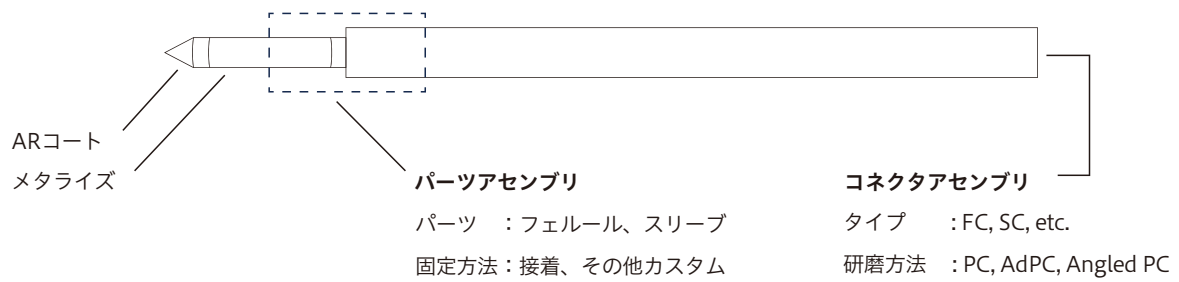 ARコート
メタライズ
パーツアセンブリ
パーツ ：フェルール、スリーブ
固定方法：接着、その他カスタム
コネクタアセンブリ
タイプ : FC, SC, etc.
研磨方法 : PC, AdPC, Angled PC